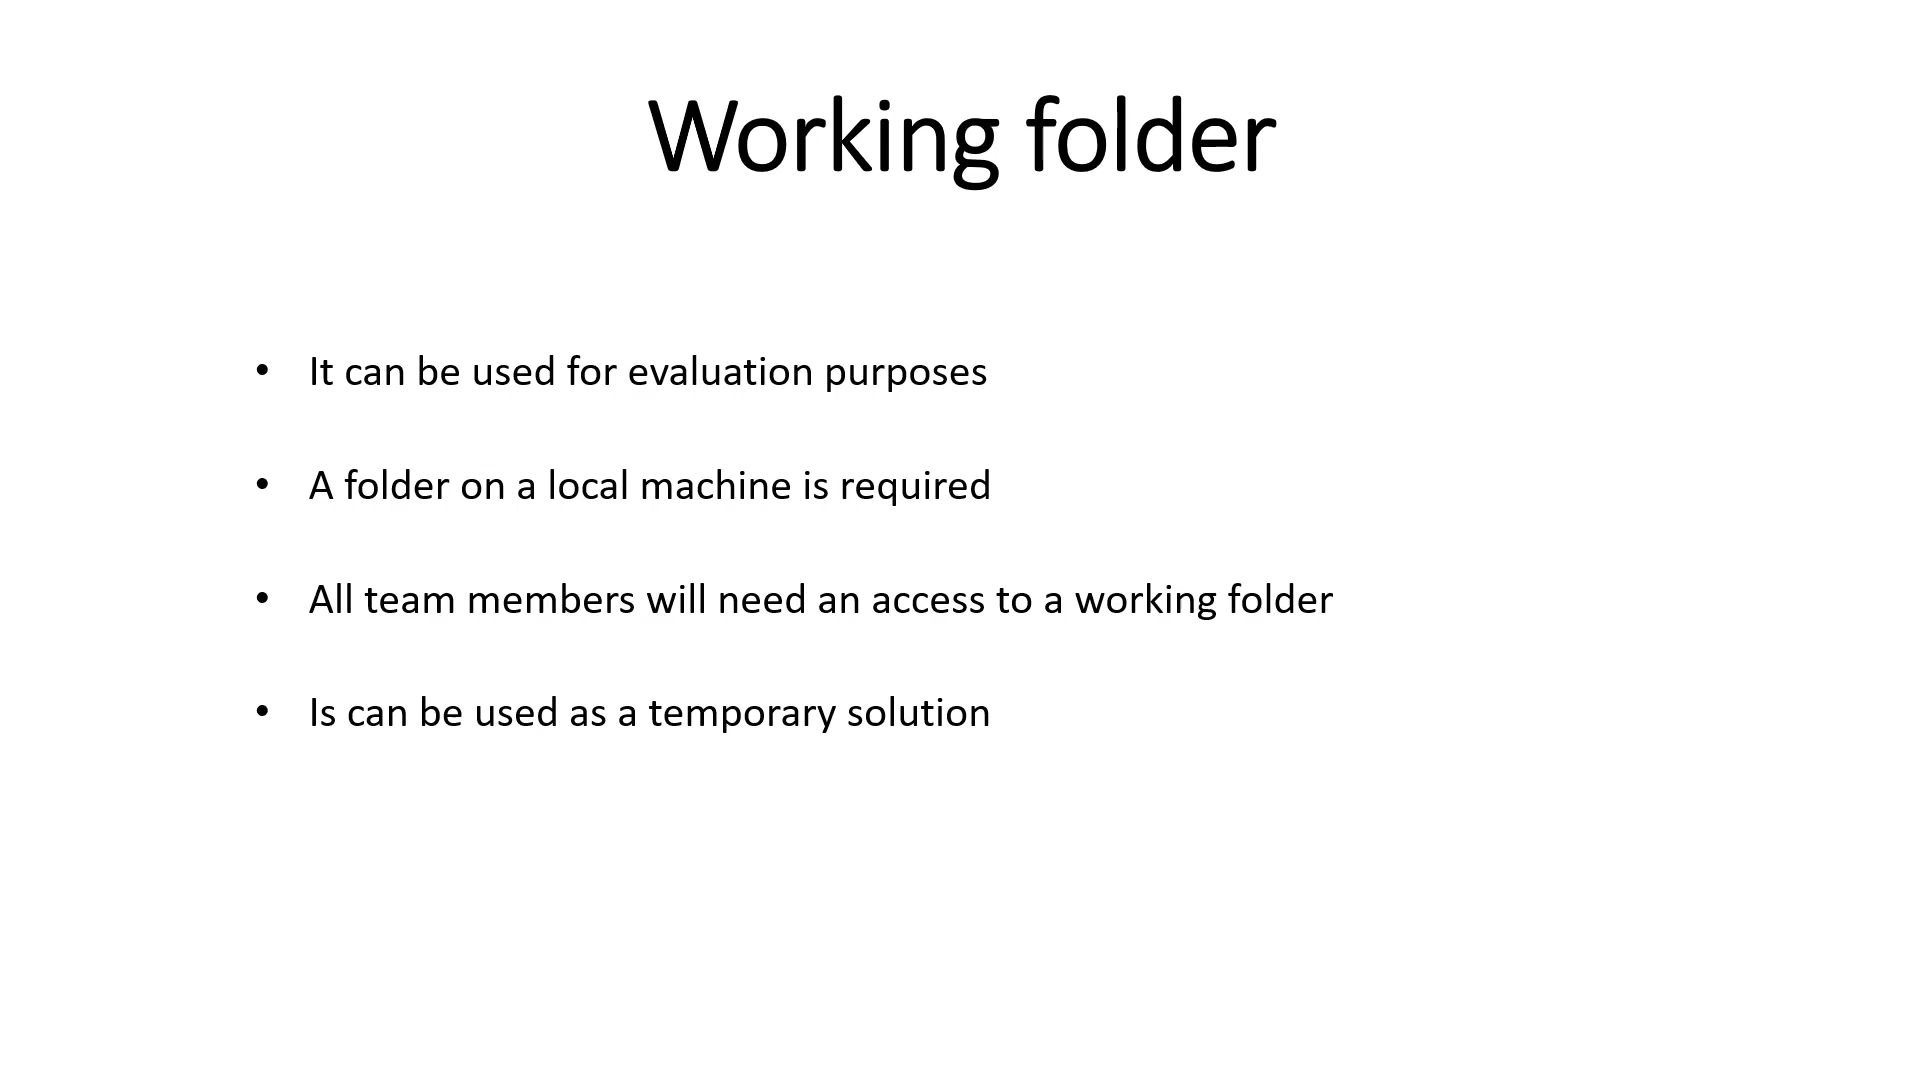 Working folder
• It can be used for evaluation purposes
• A folder on a local machine is required
• All team members will need an access to a working folder
• Is can be used as a temporary solution